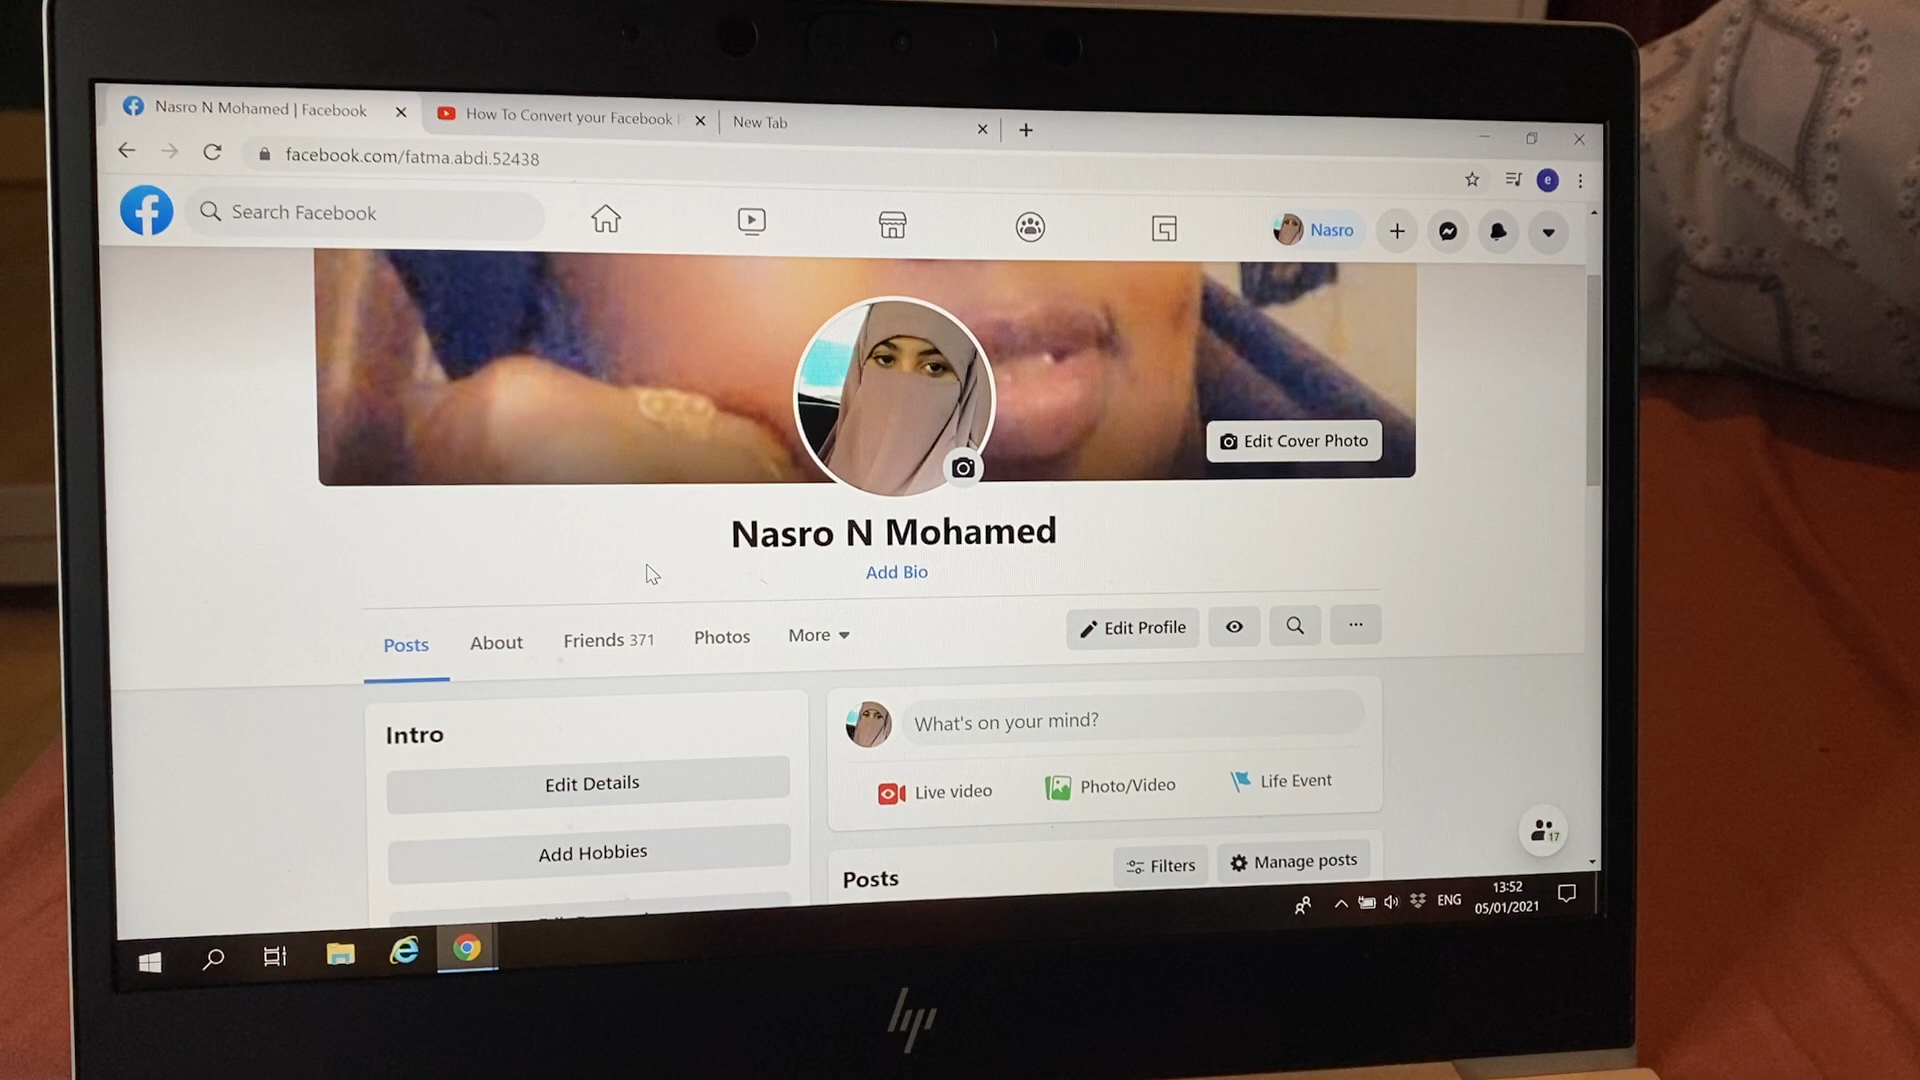 Nasro N Mohamed | Facebook
How To Convert your Facebook
New Tab
facebook.com/fatma.abdi.52438
e
Search Facebook
Nasro
Edit Cover Photo
Nasro N Mohamed
Add Bio
Posts
About
Friends 371
Photos
More
Edit Profile
Intro
What's on your mind?
Edit Details
Live video
Photo/Video
Life Event
Add Hobbies
Posts
Filters
Manage posts
17
ENG
13:52
05/01/2021
hp